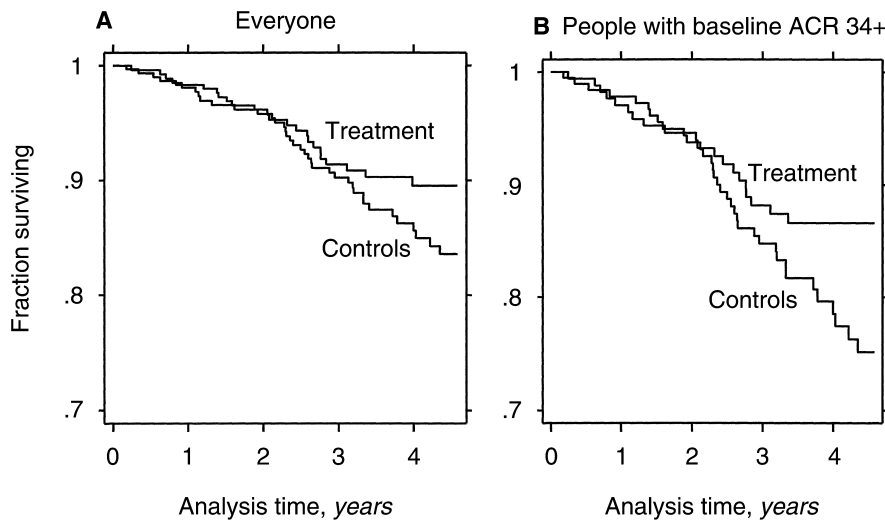 A Everyone
Fraction surviving
1
.9
.8
.7
Treatment
Controls
0 1 2 3 4
Analysis time, years
B People with baseline ACR 34+
1
.9
.8
.7
Treatment
Controls
0 1 2 3 4
Analysis time, years